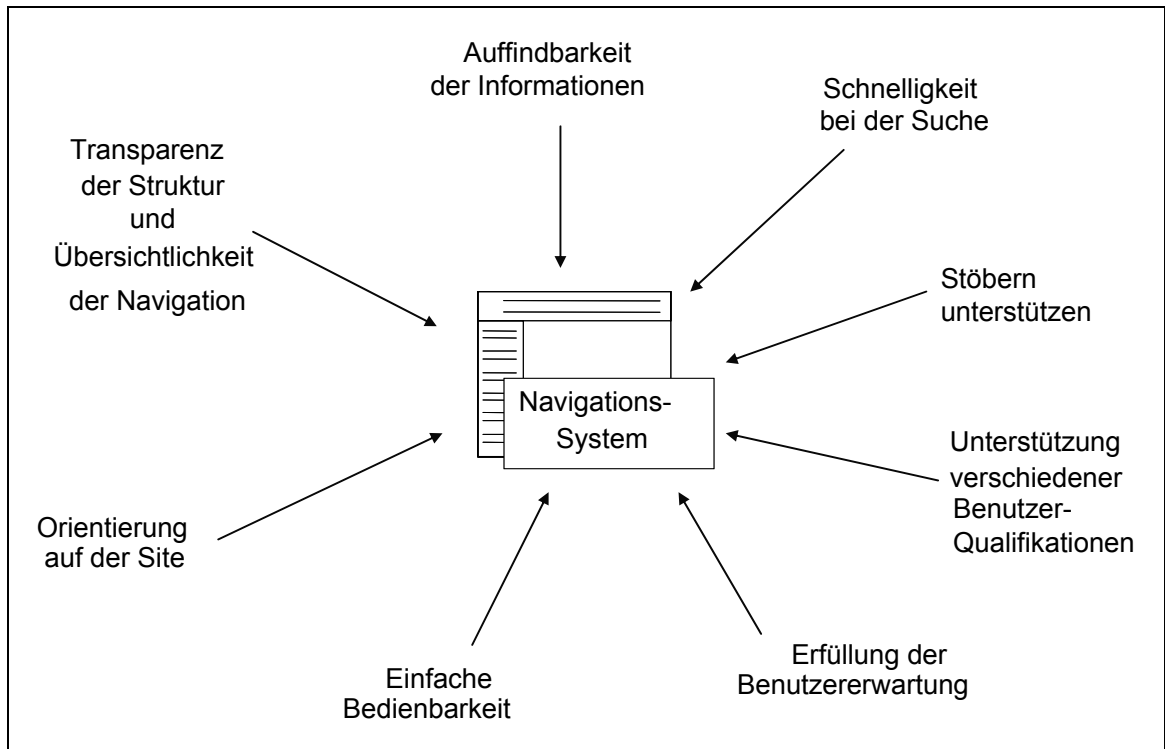 Auffindbarkeit
der Informationen
Schnelligkeit
bei der Suche
Transparenz
der Struktur
und
Übersichtlichkeit
der Navigation
Stöbern
unterstützen
Navigations-
System
Unterstützung
verschiedener
Benutzer-
Qualifikationen
Orientierung
auf der Site
Einfache
Bedienbarkeit
Erfüllung der
Benutzererwartung